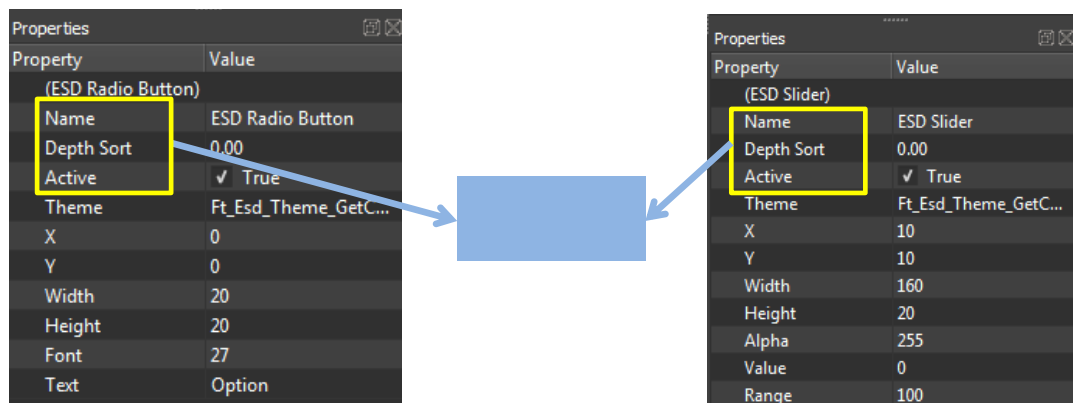 Properties
Property Value
(ESD Radio Button)
Name ESD Radio Button
Depth Sort 0.00
Active True
Theme Ft_Esd_Theme_GetC...
X 0
Y 0
Width 20
Height 20
Font 27
Text Option
Properties
Property Value
(ESD Slider)
Name ESD Slider
Depth Sort 0.00
Active True
Theme Ft_Esd_Theme_GetC...
X 10
Y 10
Width 160
Height 20
Alpha 255
Value 0
Range 100